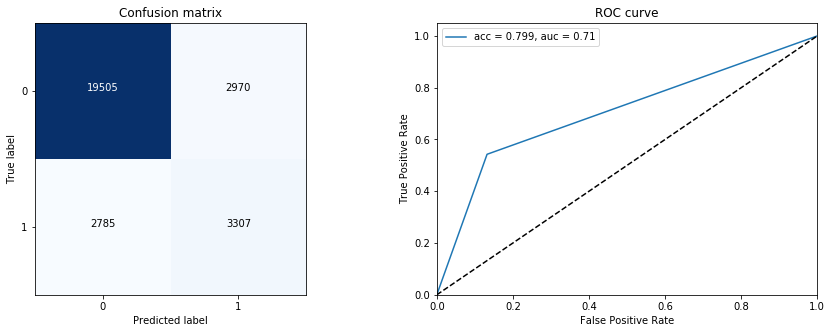 Confusion matrix
0
19505
2970
True label
1
2785
3307
0
1
Predicted label
ROC curve
acc = 0.799, auc = 0.71
1.0
0.8
0.6
True Positive Rate
0.4
0.2
0.0
0.0
0.2
0.4
0.6
0.8
1.0
False Positive Rate